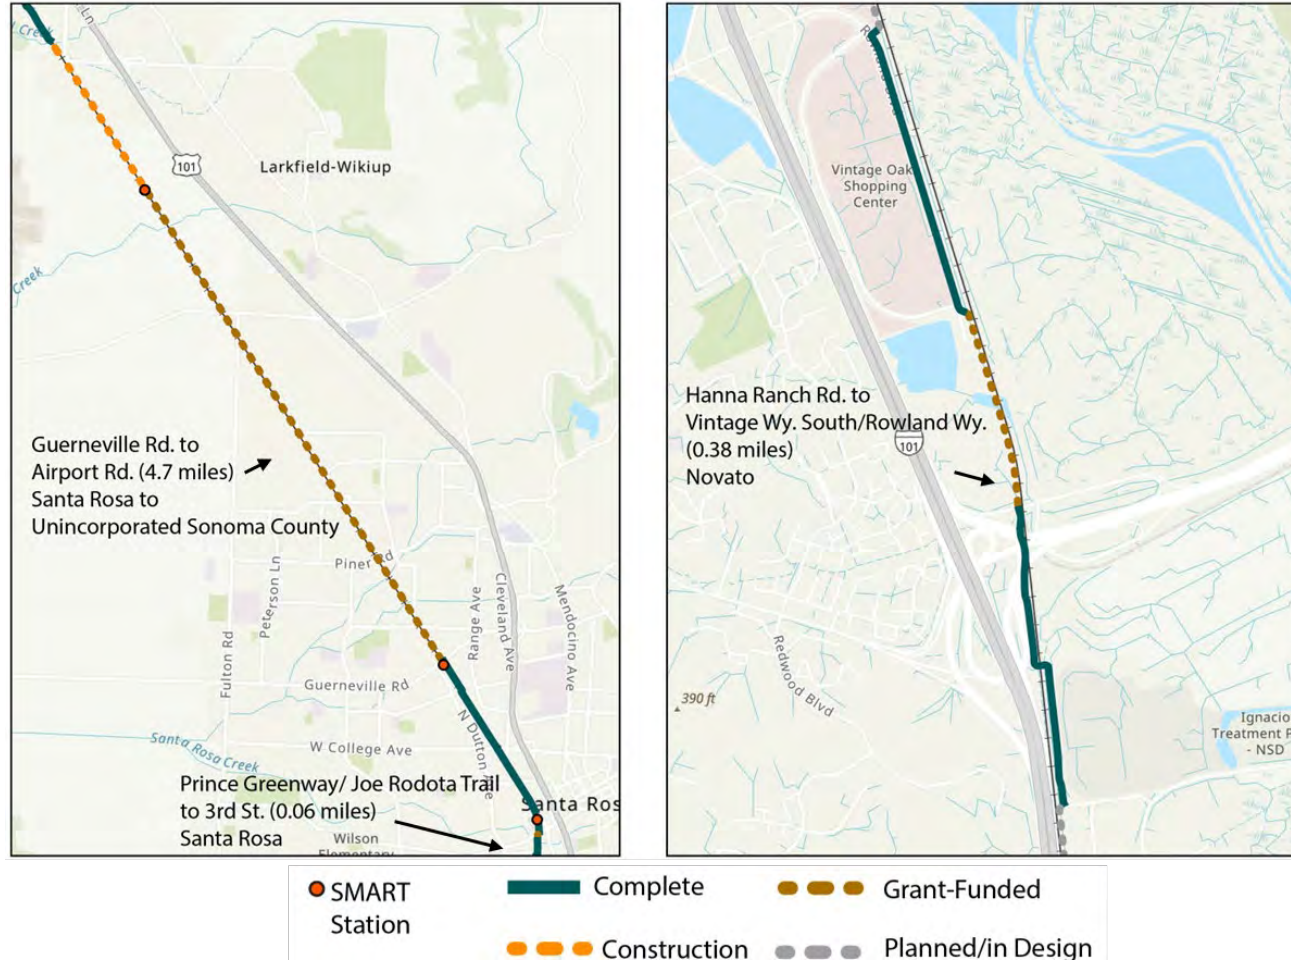 Creek
Ln
101
Larkfield-Wikiup
Creek
Guerneville Rd. to
Airport Rd. (4.7 miles)
Santa Rosa to
Unincorporated Sonoma County
Piner Rd
Peterson Ln
Fulton Rd
Range Ave
Cleveland Ave
Mendocino Ave
Guerneville Rd
N Dutton Ave
W College Ave
Santa Rosa Creek
Prince Greenway/ Joe Rodota Trail
to 3rd St. (0.06 miles)
Santa Rosa
Santa Ros
Wilson
Elementary
Vintage Oak
Shopping
Center
Hanna Ranch Rd. to
Vintage Wy. South/Rowland Wy.
(0.38 miles)
Novato
101
Redwood Blvd
390 ft
Ignacio
Treatment P
- NSD
SMART
Station
Complete
Grant-Funded
Construction
Planned/in Design